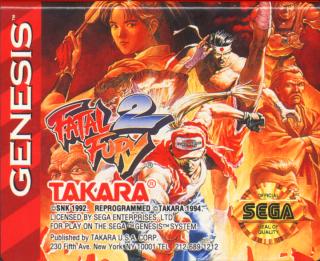 GENESIS
FATAL
FURY 2
TAKARA®
©SNK 1992 REPROGRAMMED ©TAKARA 1994.
LICENSED BY SEGA ENTERPRISES, LTD.
FOR PLAY ON THE SEGA™ GENESIS™ SYSTEM.
Published by TAKARA U.S.A. CORP.
230 Fifth Ave. New York, NY 10001 TEL. 212-689-1212
OFFICIAL
SEGA
SEAL OF
QUALITY